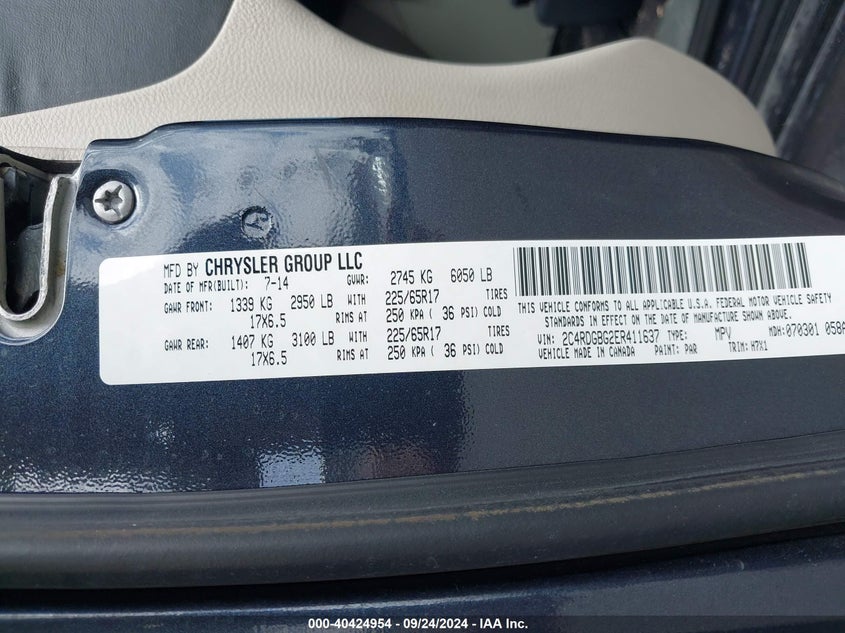 MFD BY CHRYSLER GROUP LLC
DATE OF MFR(BUILT): 7-14 GVWR: 2745 KG 6050 LB
GAWR FRONT: 1339 KG 2950 LB WITH 225/65R17 TIRES
17X6.5 RIMS AT 250 KPA ( 36 PSI) COLD
GAWR REAR: 1407 KG 3100 LB WITH 225/65R17 TIRES
17X6.5 RIMS AT 250 KPA ( 36 PSI) COLD
THIS VEHICLE CONFORMS TO ALL APPLICABLE U.S.A. FEDERAL MOTOR VEHICLE SAFETY
STANDARDS IN EFFECT ON THE DATE OF MANUFACTURE SHOWN ABOVE.
VIN: 2C4RDGBG2ER411637 TYPE: MPV MDH:070301 058A
VEHICLE MADE IN CANADA PAINT: PAR TRIM: H7X1
000-40424954 - 09/24/2024 - IAA Inc.